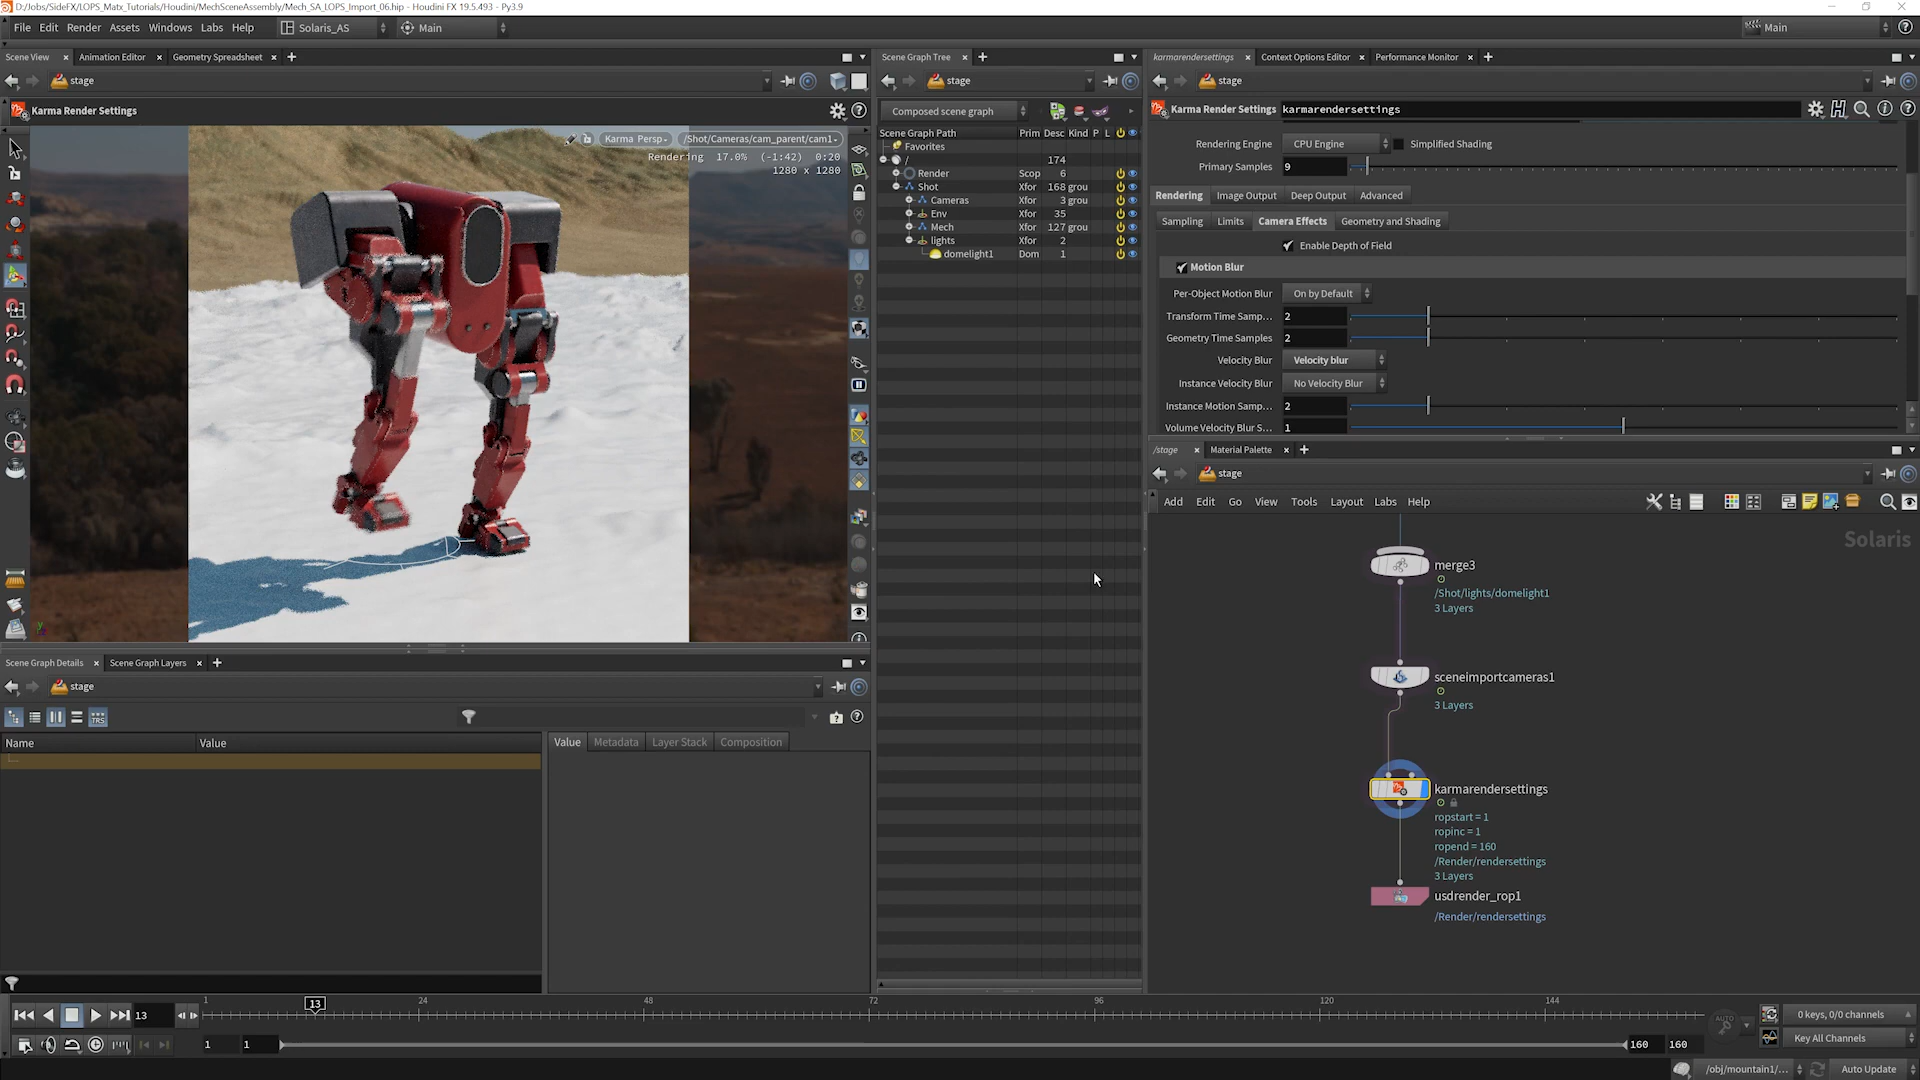 D:/Jobs/SideFX/LOPS_Matx_Tutorials/Houdini/MechSceneAssembly/Mech_SA_LOPS_Import_06.hip - Houdini FX 19.5.493 - Py3.9
File Edit Render Assets Windows Labs Help Solaris_AS Main Main
Scene View Animation Editor Geometry Spreadsheet
stage
Karma Render Settings
Karma Persp /Shot/Cameras/cam_parent/cam1
Rendering 17.0% (-1:42) 0:20
1280 x 1280
Scene Graph Tree
stage
Composed scene graph
Scene Graph Path Prim Desc Kind P L
Favorites
/ 174
Render Scop 6
Shot Xfor 168 grou
Cameras Xfor 3 grou
Env Xfor 35
Mech Xfor 127 grou
lights Xfor 2
domelight1 Dom 1
karmarendersettings Context Options Editor Performance Monitor
stage
Karma Render Settings karmarendersettings
Rendering Engine CPU Engine Simplified Shading
Primary Samples 9
Rendering Image Output Deep Output Advanced
Sampling Limits Camera Effects Geometry and Shading
Enable Depth of Field
Motion Blur
Per-Object Motion Blur On by Default
Transform Time Samp... 2
Geometry Time Samples 2
Velocity Blur Velocity blur
Instance Velocity Blur No Velocity Blur
Instance Motion Samp... 2
Volume Velocity Blur S... 1
/stage Material Palette
stage
Add Edit Go View Tools Layout Labs Help
Solaris
merge3
/Shot/lights/domelight1
3 Layers
sceneimportcameras1
3 Layers
karmarendersettings
ropstart = 1
ropinc = 1
ropend = 160
/Render/rendersettings
3 Layers
usdrender_rop1
/Render/rendersettings
Scene Graph Details Scene Graph Layers
stage
TRS
Name Value
Value Metadata Layer Stack Composition
1 13 24 48 72 96 120 144
13
0 keys, 0/0 channels
AUTO
1 1 160 160
Key All Channels
/obj/mountain1/... Auto Update